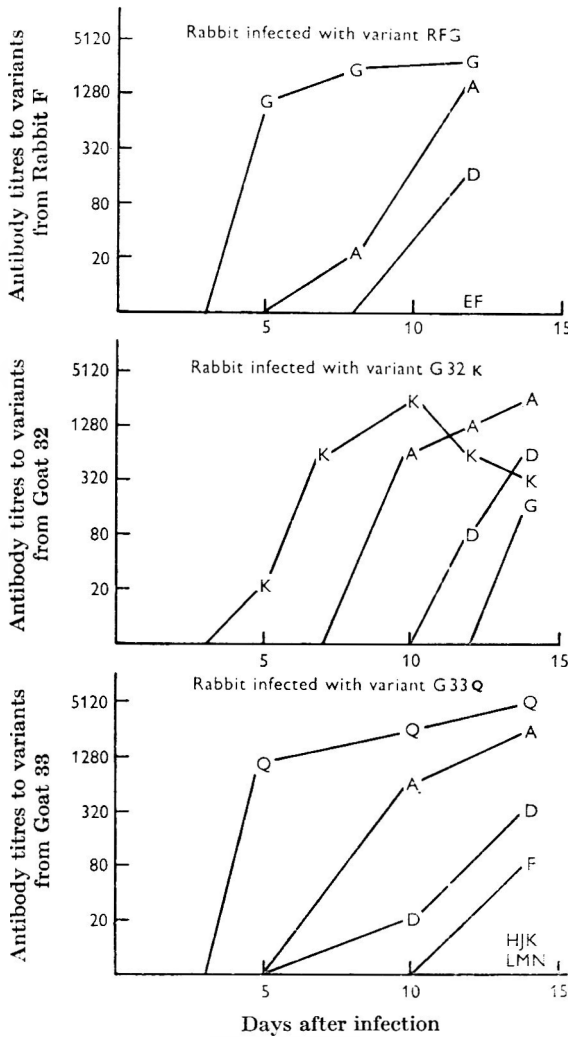 Rabbit infected with variant RFG
Antibody titres to variants
from Rabbit F
5120
1280
320
80
20
G
G
G
A
A
D
EF
5
10
15
Rabbit infected with variant G32 K
Antibody titres to variants
from Goat 32
5120
1280
320
80
20
K
K
K
K
K
A
A
A
D
D
G
5
10
15
Rabbit infected with variant G33Q
Antibody titres to variants
from Goat 33
5120
1280
320
80
20
Q
Q
Q
A
A
D
D
F
HJK
LMN
5
10
15
Days after infection